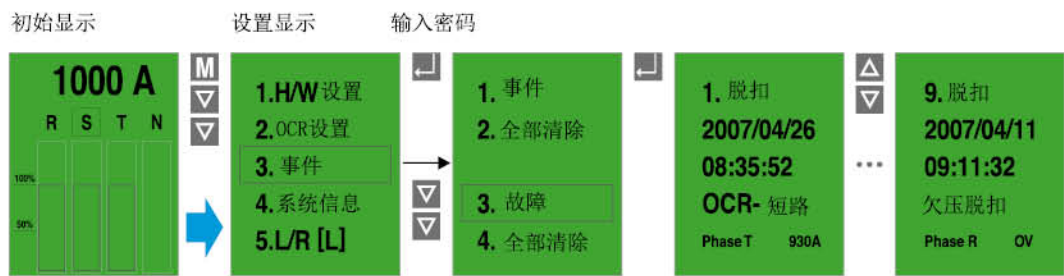 初始显示
设置显示
输入密码
1000 A
R S T N
100%
50%
M
1.H/W设置
2.OCR设置
3. 事件
4.系统信息
5.L/R [L]
1. 事件
2.全部清除
3. 故障
4. 全部清除
1. 脱扣
2007/04/26
08:35:52
OCR- 短路
Phase T 930A
...
9. 脱扣
2007/04/11
09:11:32
欠压脱扣
Phase R OV